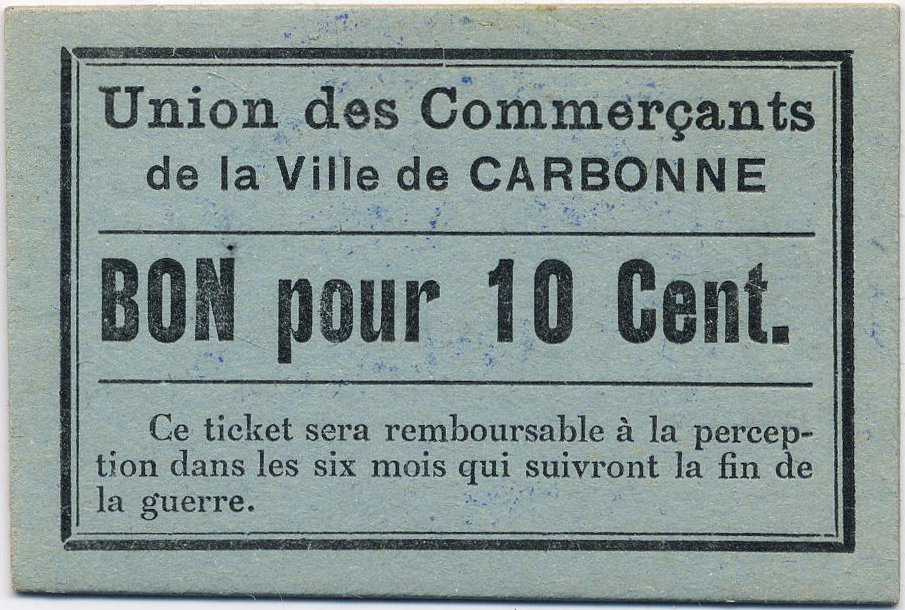 Union des Commerçants
de la Ville de CARBONNE
BON pour 10 Cent.
Ce ticket sera remboursable à la percep-
tion dans les six mois qui suivront la fin de
la guerre.